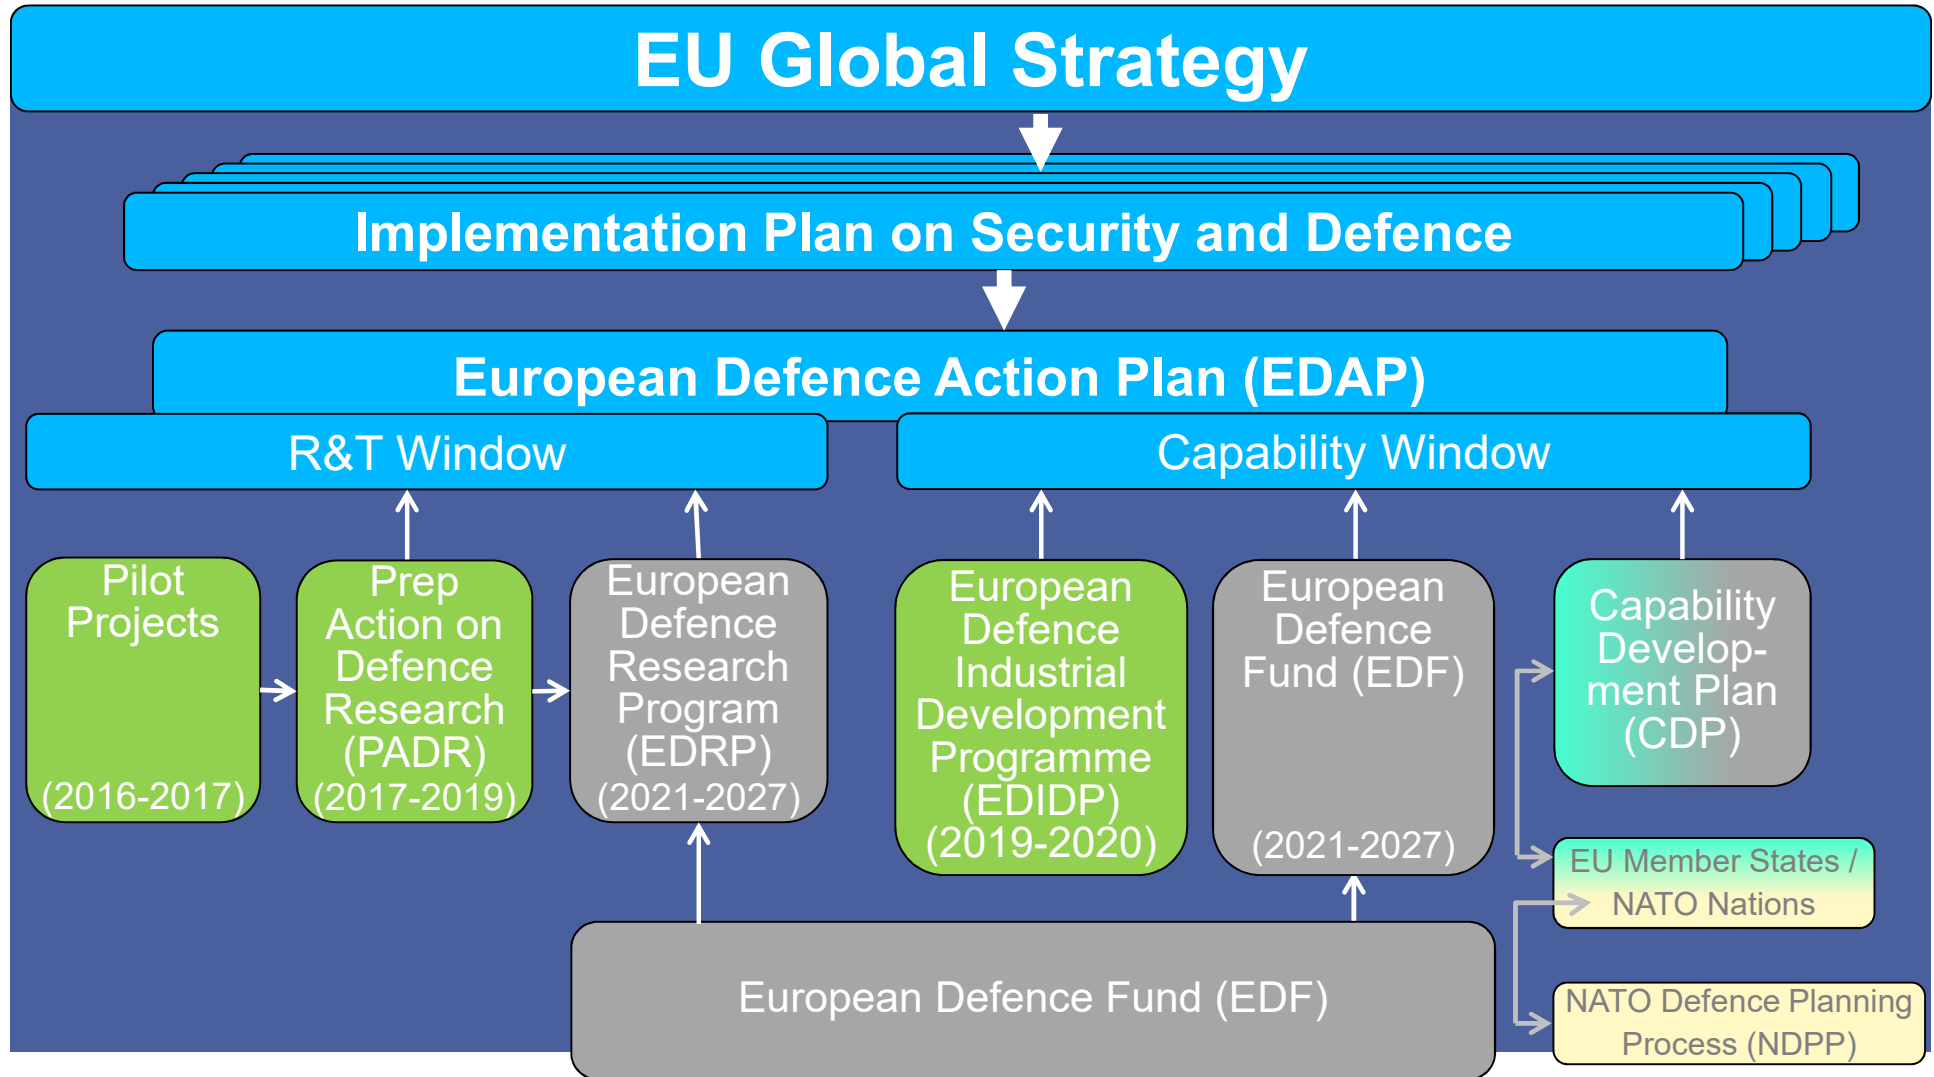 EU Global Strategy
Implementation Plan on Security and Defence
European Defence Action Plan (EDAP)
R&T Window
Capability Window
Pilot
Projects
(2016-2017)
Prep
Action on
Defence
Research
(PADR)
(2017-2019)
European
Defence
Research
Program
(EDRP)
(2021-2027)
European
Defence
Industrial
Development
Programme
(EDIDP)
(2019-2020)
European
Defence
Fund (EDF)
(2021-2027)
Capability
Develop-
ment Plan
(CDP)
EU Member States /
NATO Nations
European Defence Fund (EDF)
NATO Defence Planning
Process (NDPP)